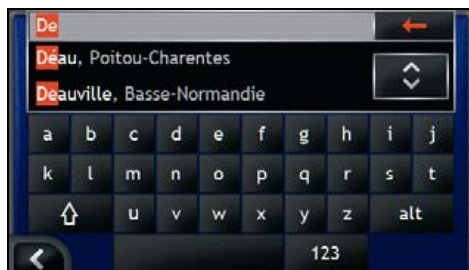 De
Déau, Poitou-Charentes
Deauville, Basse-Normandie
a b c d e f g h i j
k l m n o p q r s t
u v w x y z alt
123